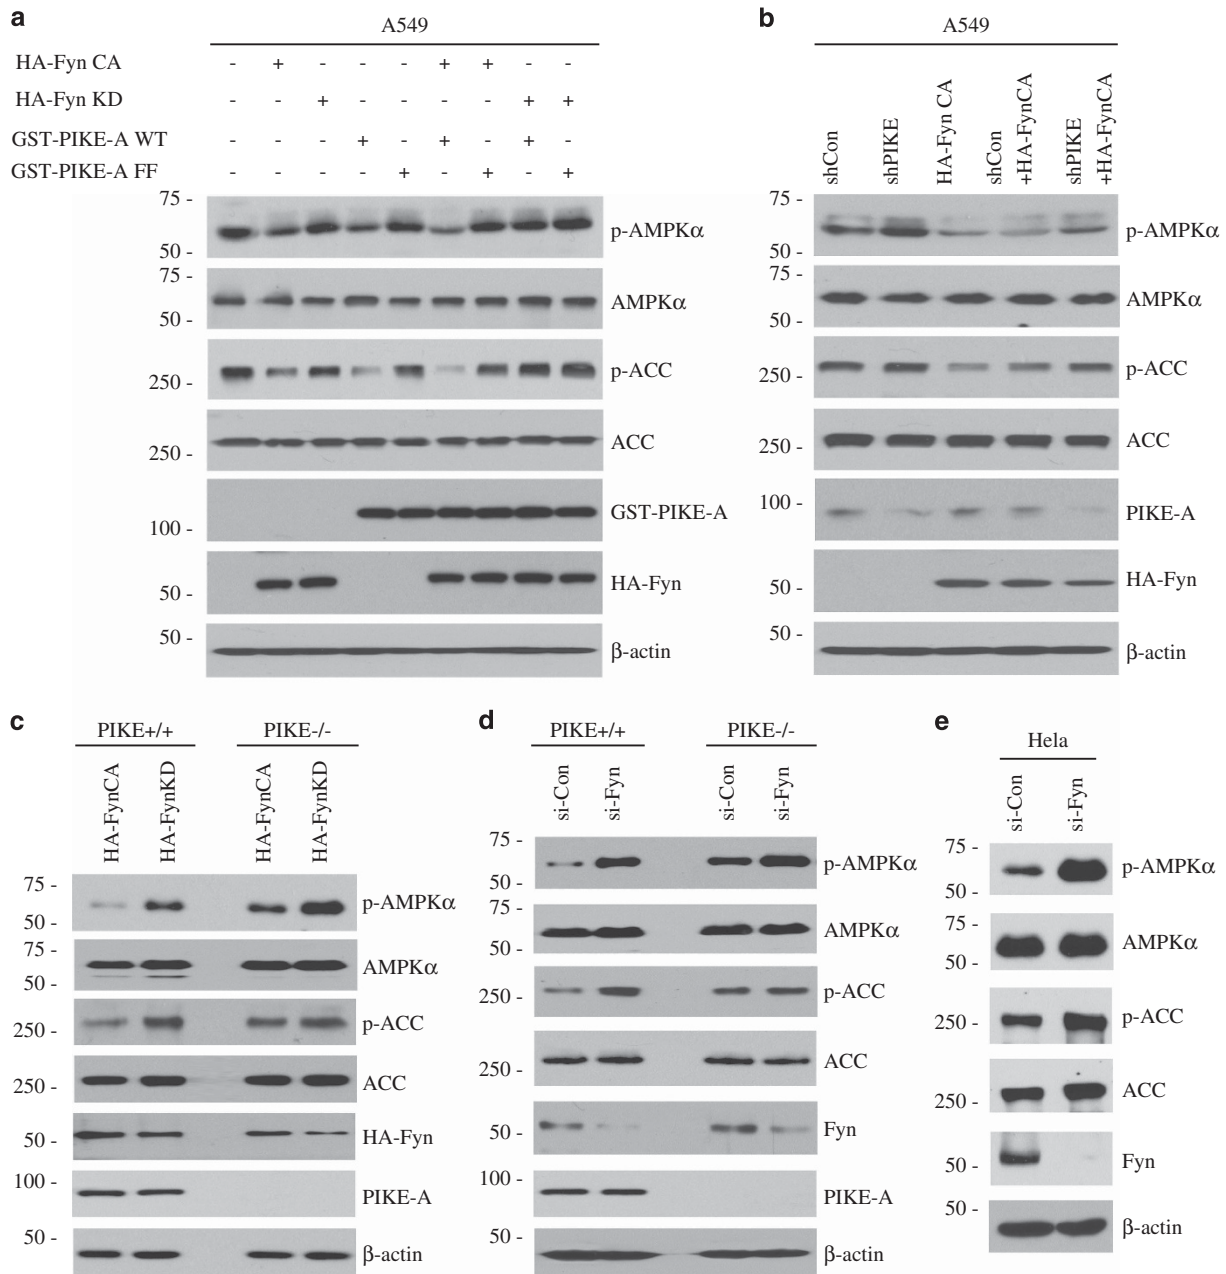 a
A549
HA-Fyn CA - + - - - + + - -
HA-Fyn KD - - + - - - - + +
GST-PIKE-A WT - - - + - + - + -
GST-PIKE-A FF - - - - + - + - +
75 -
50 -
p-AMPKα
75 -
50 -
AMPKα
250 -
p-ACC
250 -
ACC
100 -
GST-PIKE-A
50 -
HA-Fyn
50 -
β-actin
b
A549
shCon
shPIKE
HA-Fyn CA
shCon
+HA-FynCA
shPIKE
+HA-FynCA
75 -
50 -
p-AMPKα
75 -
50 -
AMPKα
250 -
p-ACC
250 -
ACC
100 -
PIKE-A
50 -
HA-Fyn
50 -
β-actin
c
PIKE+/+ PIKE-/-
HA-FynCA
HA-FynKD
HA-FynCA
HA-FynKD
75 -
50 -
p-AMPKα
75 -
50 -
AMPKα
250 -
p-ACC
250 -
ACC
50 -
HA-Fyn
100 -
PIKE-A
50 -
β-actin
d
PIKE+/+ PIKE-/-
si-Con
si-Fyn
si-Con
si-Fyn
75 -
50 -
p-AMPKα
75 -
50 -
AMPKα
250 -
p-ACC
250 -
ACC
50 -
Fyn
100 -
PIKE-A
50 -
β-actin
e
Hela
si-Con
si-Fyn
75 -
50 -
p-AMPKα
75 -
50 -
AMPKα
250 -
p-ACC
250 -
ACC
50 -
Fyn
50 -
β-actin